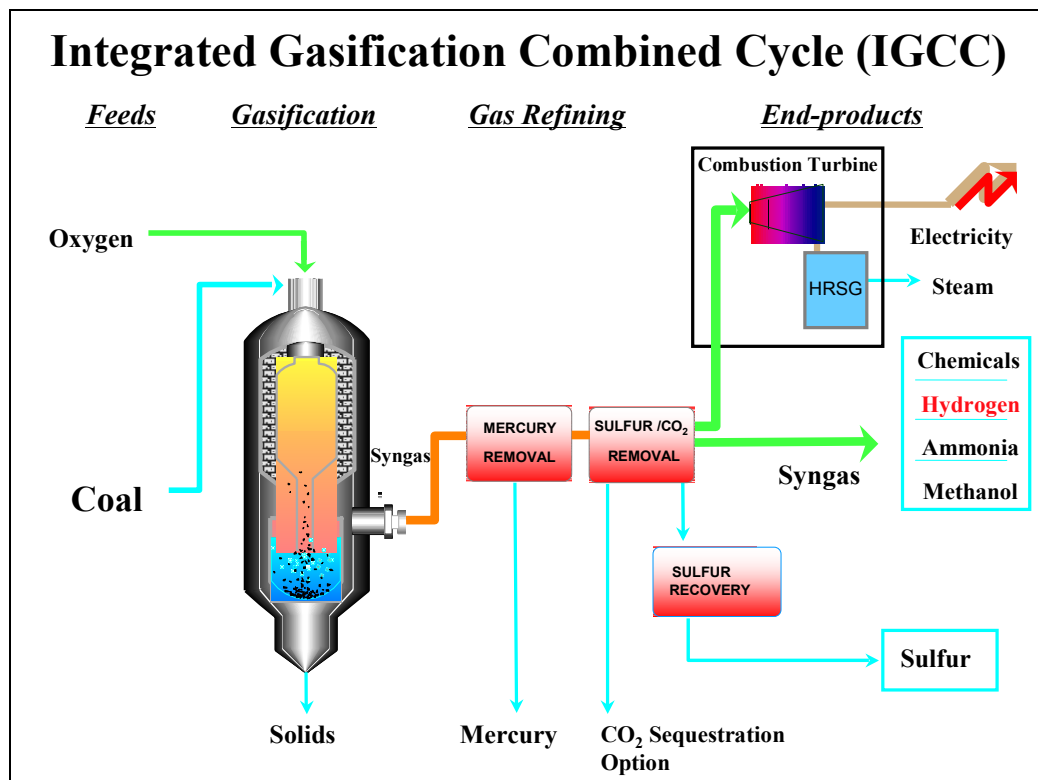 Integrated Gasification Combined Cycle (IGCC)
Feeds
Gasification
Gas Refining
End-products
Combustion Turbine
Oxygen
Electricity
HRSG
Steam
Chemicals
Hydrogen
Ammonia
Methanol
MERCURY
REMOVAL
SULFUR /CO₂
REMOVAL
Syngas
Syngas
Coal
SULFUR
RECOVERY
Sulfur
Solids
Mercury
CO₂ Sequestration
Option